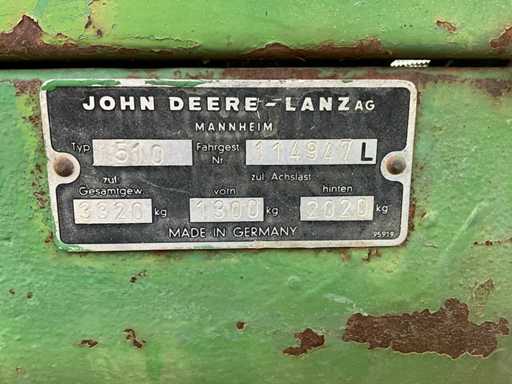 JOHN DEERE-LANZ AG
MANNHEIM
Typ 510 Fahrgest. Nr. 114947 L
zul. Gesamtgew. 3320 kg zul. Achslast vorn 1300 kg hinten 2020 kg
MADE IN GERMANY
95919